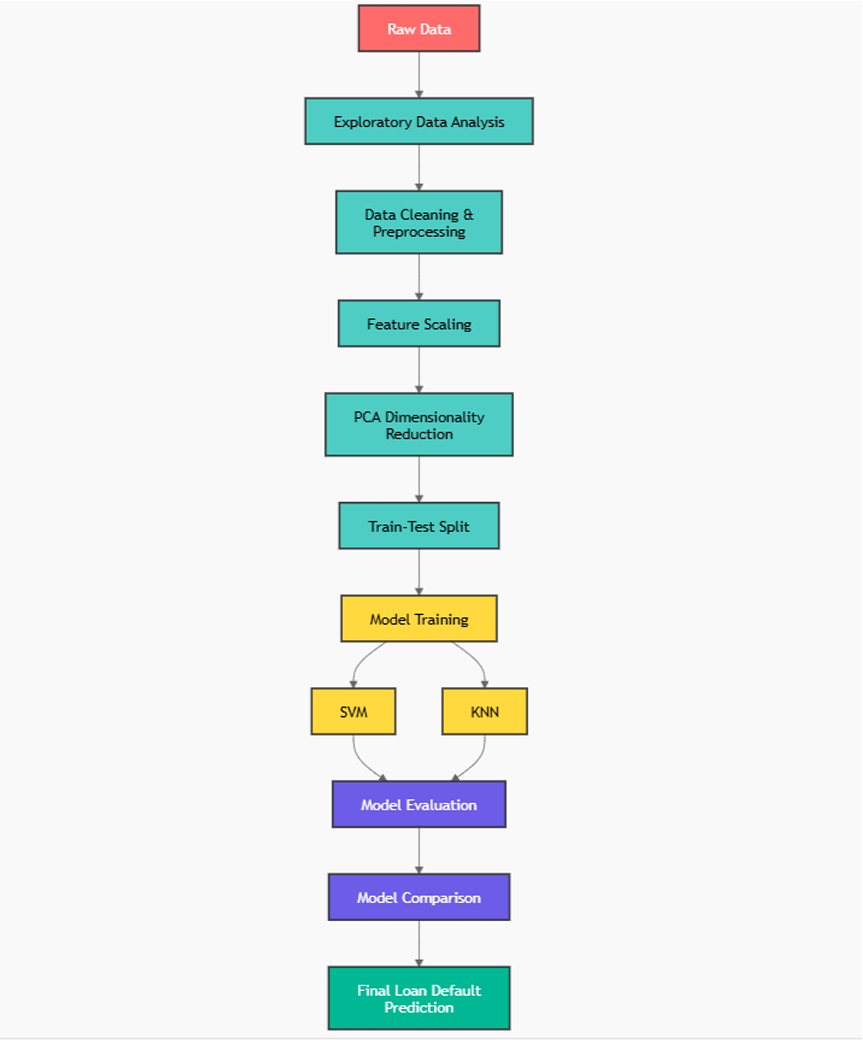 Raw Data
Exploratory Data Analysis
Data Cleaning &
Preprocessing
Feature Scaling
PCA Dimensionality
Reduction
Train-Test Split
Model Training
SVM
KNN
Model Evaluation
Model Comparison
Final Loan Default
Prediction